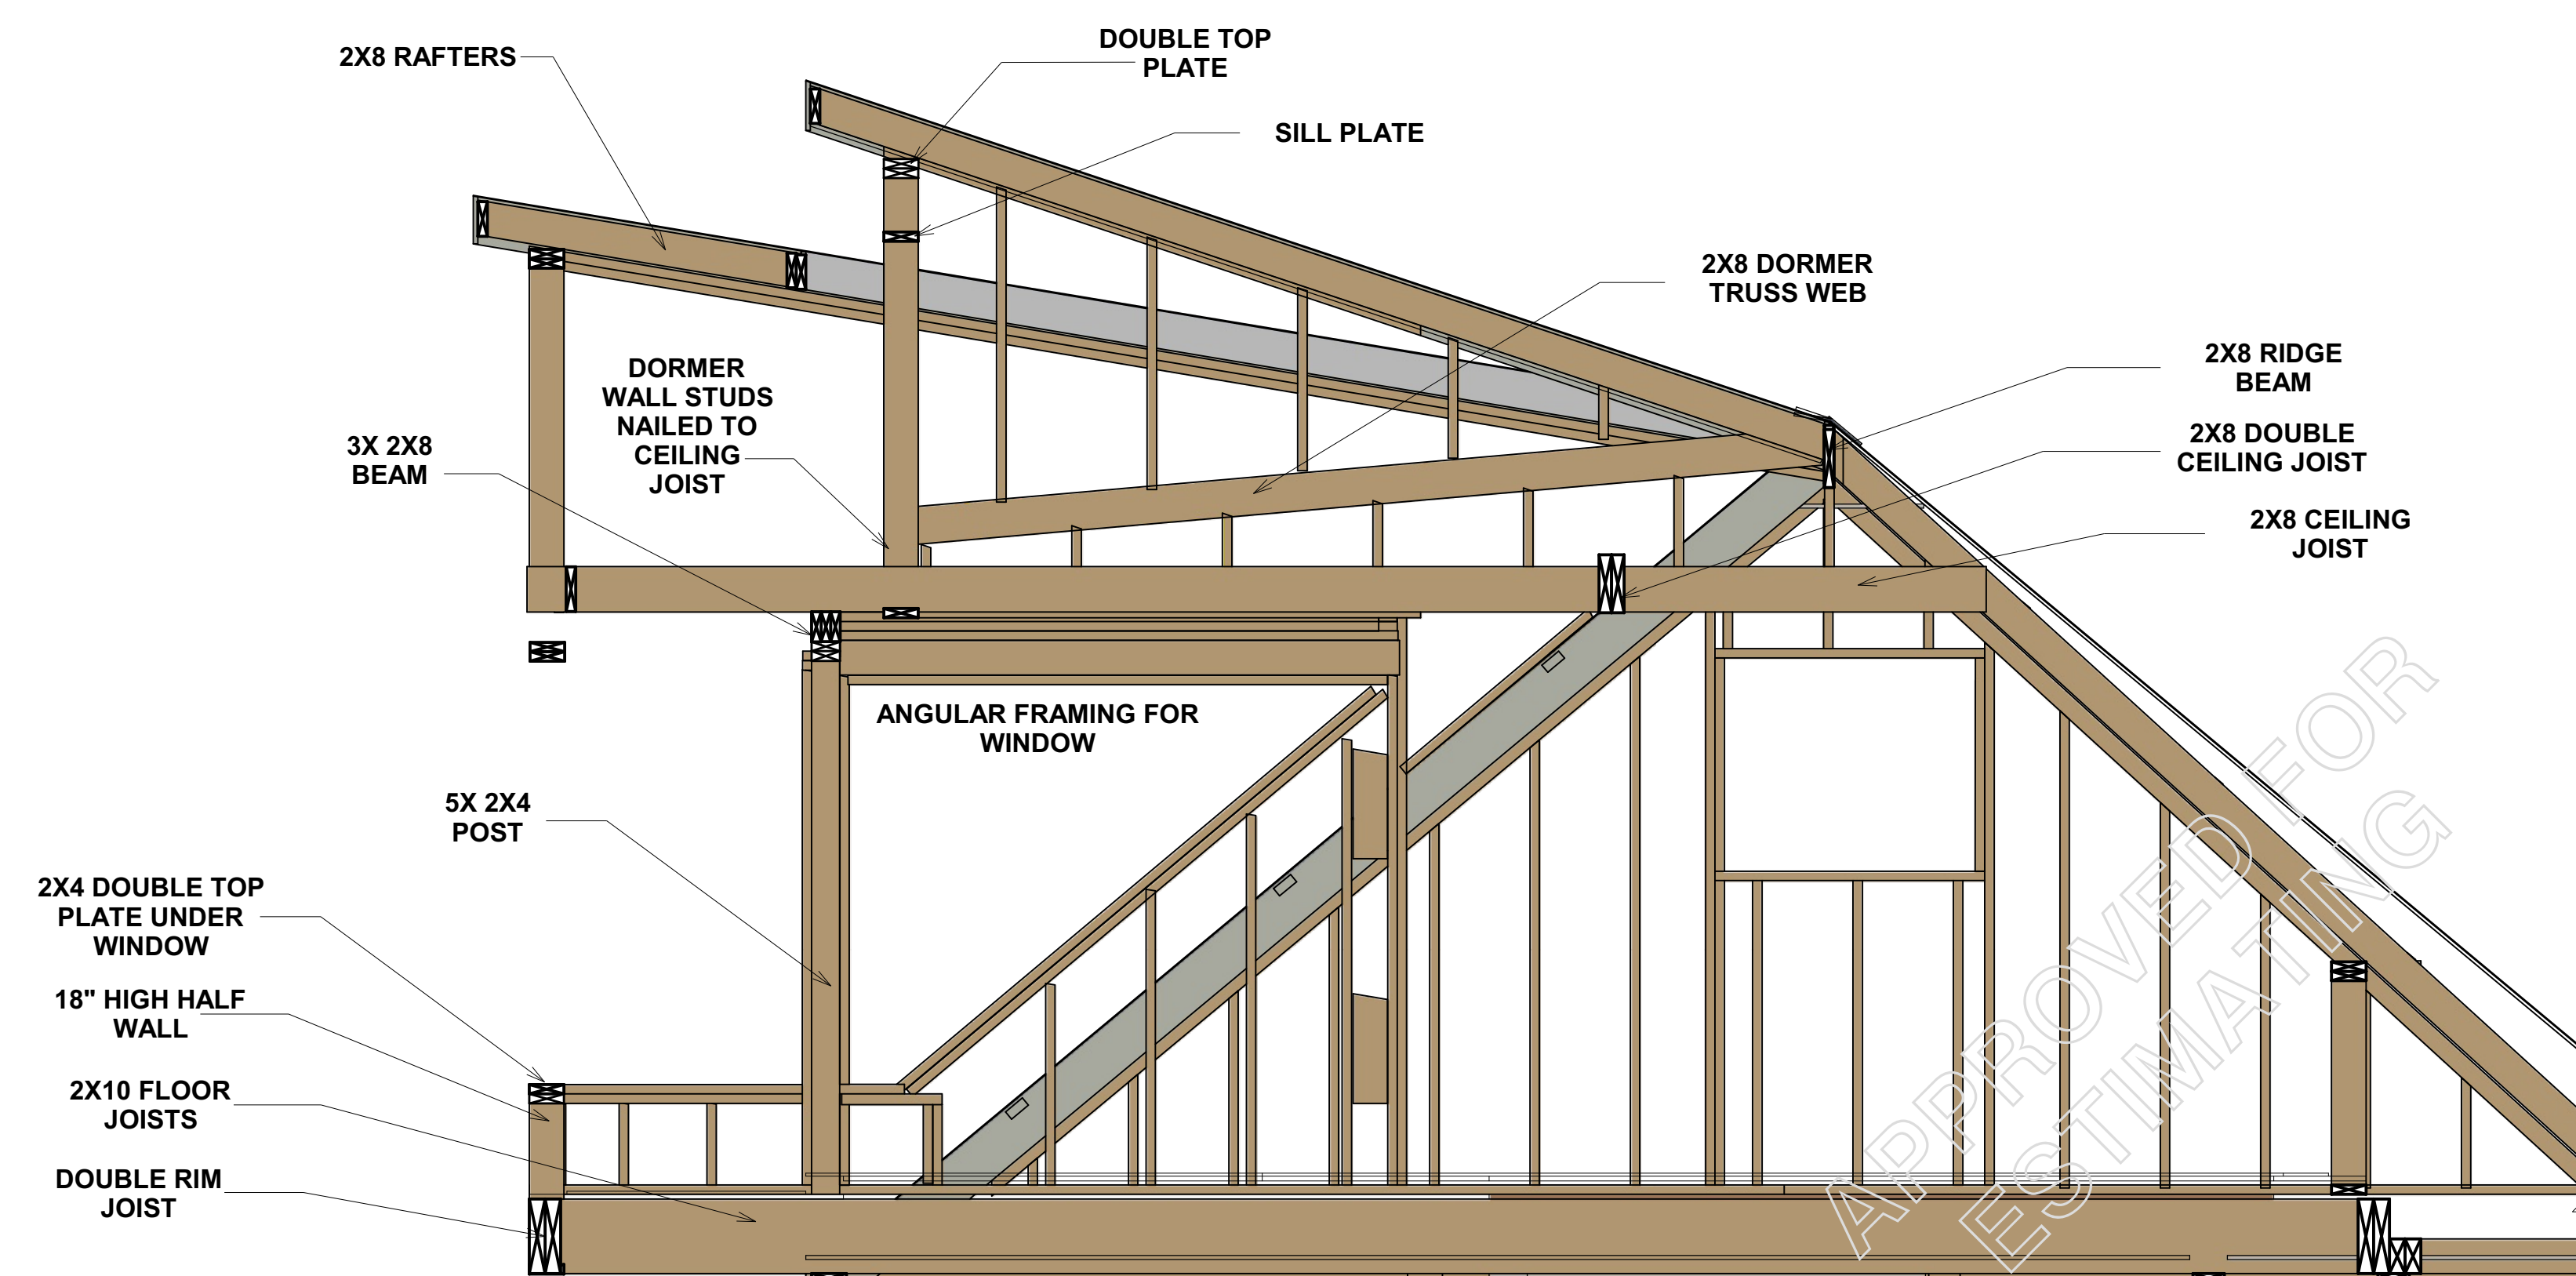 2X8 RAFTERS
DOUBLE TOP
PLATE
SILL PLATE
2X8 DORMER
TRUSS WEB
2X8 RIDGE
BEAM
DORMER
WALL STUDS
NAILED TO
CEILING
JOIST
3X 2X8
BEAM
2X8 DOUBLE
CEILING JOIST
2X8 CEILING
JOIST
ANGULAR FRAMING FOR
WINDOW
5X 2X4
POST
2X4 DOUBLE TOP
PLATE UNDER
WINDOW
18" HIGH HALF
WALL
2X10 FLOOR
JOISTS
DOUBLE RIM
JOIST
APPROVED FOR
ESTIMATING